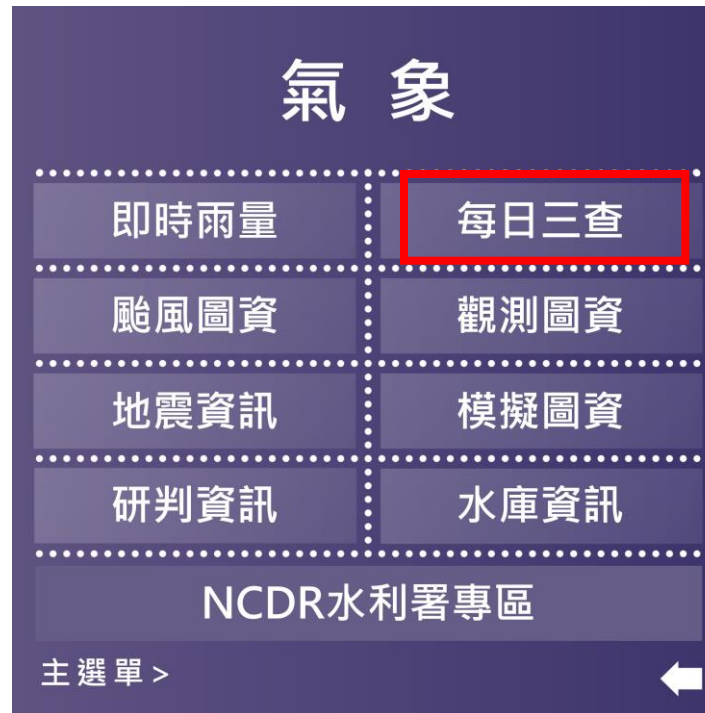 氣 象
即時雨量 每日三查
颱風圖資 觀測圖資
地震資訊 模擬圖資
研判資訊 水庫資訊
NCDR水利署專區
主選單>